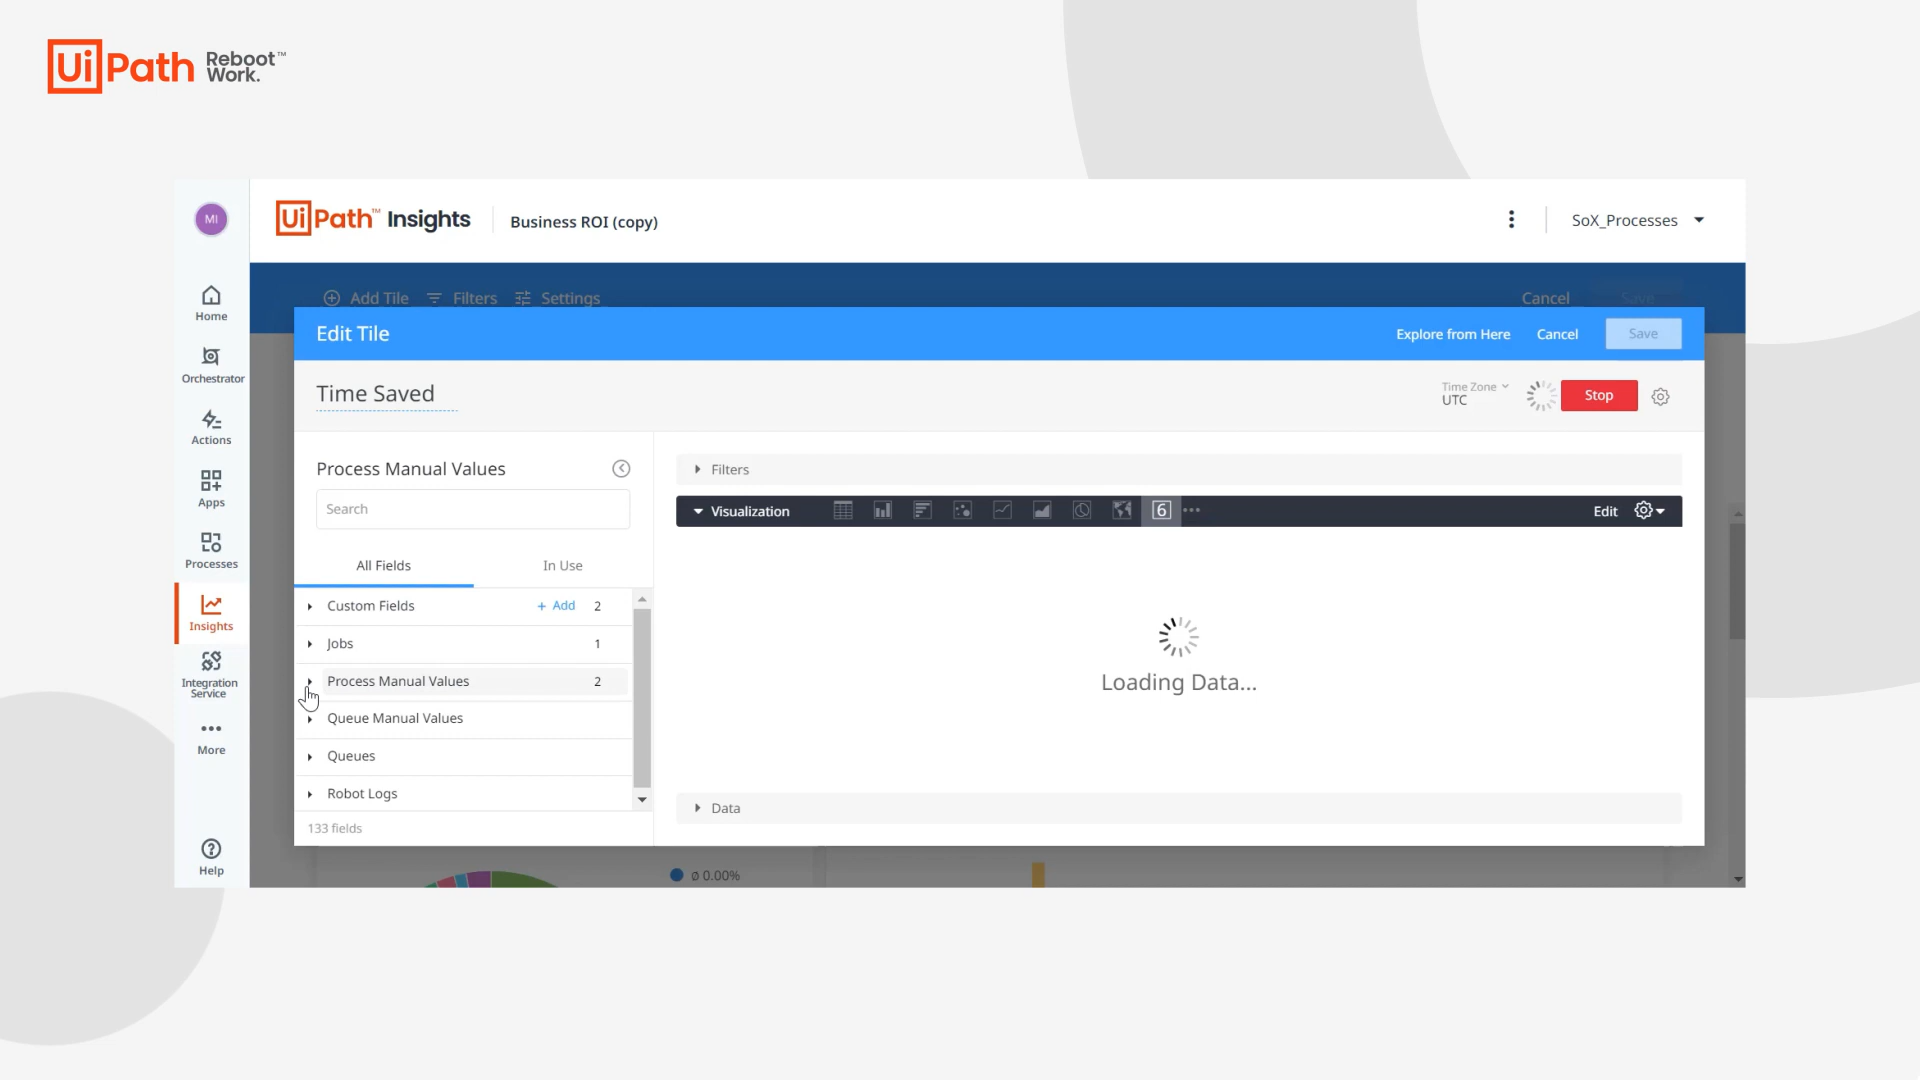 UiPath Reboot™ Work.
MI
UiPath™ Insights
Business ROI (copy)
SoX_Processes
Add Tile
Filters
Settings
Cancel
Save
Edit Tile
Explore from Here
Cancel
Save
Time Saved
Time Zone
UTC
Stop
Home
Orchestrator
Actions
Apps
Processes
Insights
Integration
Service
More
Help
Process Manual Values
Search
All Fields
In Use
Custom Fields
+ Add
2
Jobs
1
Process Manual Values
2
Queue Manual Values
Queues
Robot Logs
133 fields
Filters
Visualization
6
Edit
Loading Data...
Data
ø 0.00%